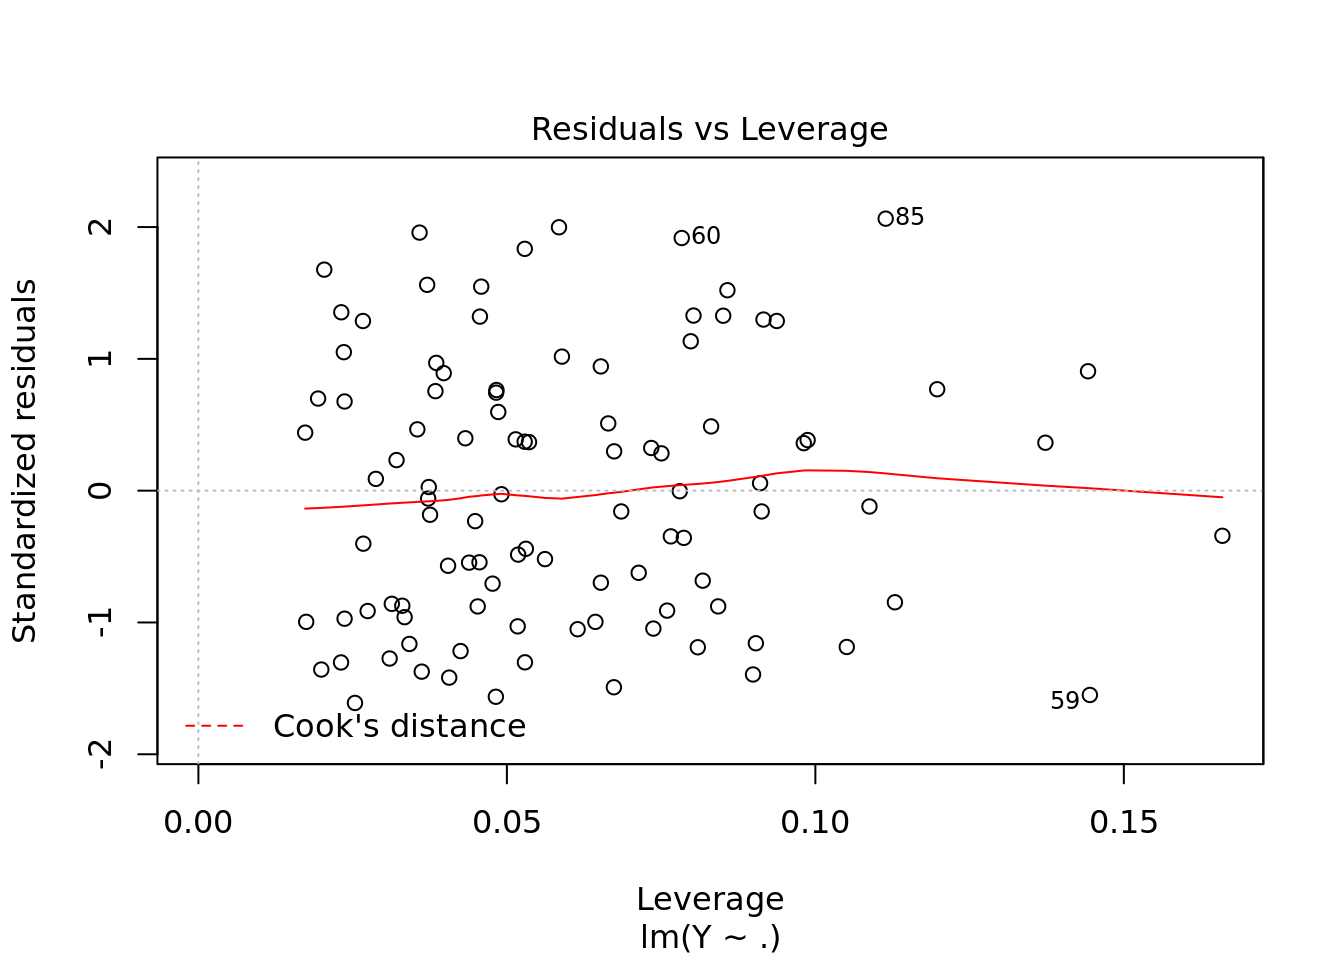 Residuals vs Leverage
Standardized residuals
2
1
0
-1
-2
85
60
59
Cook's distance
0.00 0.05 0.10 0.15
Leverage
lm(Y ~ .)